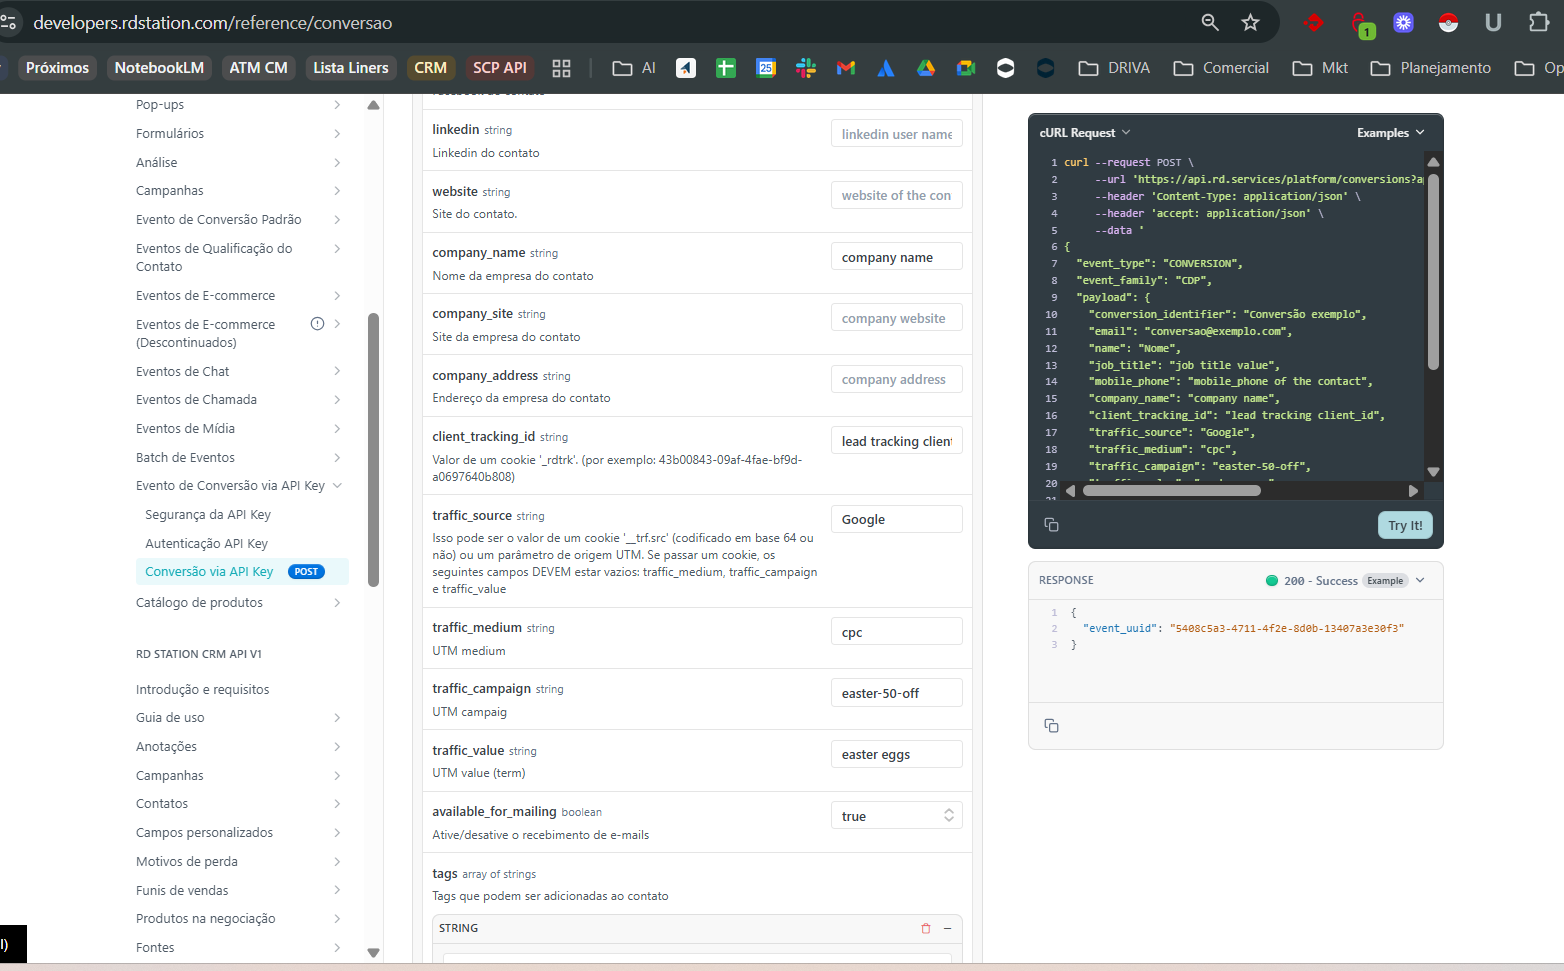 developers.rdstation.com/reference/conversao
1
Próximos
NotebookLM
ATM CM
Lista Liners
CRM
SCP API
AI
25
DRIVA
Comercial
Mkt
Planejamento
Op
Pop-ups
Formulários
Análise
Campanhas
Evento de Conversão Padrão
Eventos de Qualificação do
Contato
Eventos de E-commerce
Eventos de E-commerce
(Descontinuados)
Eventos de Chat
Eventos de Chamada
Eventos de Mídia
Batch de Eventos
Evento de Conversão via API Key
Segurança da API Key
Autenticação API Key
Conversão via API Key POST
Catálogo de produtos
RD STATION CRM API V1
Introdução e requisitos
Guia de uso
Anotações
Campanhas
Contatos
Campos personalizados
Motivos de perda
Funis de vendas
Produtos na negociação
Fontes
l)
linkedin string
linkedin user name
Linkedin do contato
website string
website of the con
Site do contato.
company_name string
company name
Nome da empresa do contato
company_site string
company website
Site da empresa do contato
company_address string
company address
Endereço da empresa do contato
client_tracking_id string
lead tracking client
Valor de um cookie '_rdtrk'. (por exemplo: 43b00843-09af-4fae-bf9d-
a0697640b808)
traffic_source string
Google
Isso pode ser o valor de um cookie '__trf.src' (codificado em base 64 ou
não) ou um parâmetro de origem UTM. Se passar um cookie, os
seguintes campos DEVEM estar vazios: traffic_medium, traffic_campaign
e traffic_value
traffic_medium string
cpc
UTM medium
traffic_campaign string
easter-50-off
UTM campaig
traffic_value string
easter eggs
UTM value (term)
available_for_mailing boolean
true
Ative/desative o recebimento de e-mails
tags array of strings
Tags que podem ser adicionadas ao contato
STRING
cURL Request
Examples
1 curl --request POST \
2 --url 'https://api.rd.services/platform/conversions?a
3 --header 'Content-Type: application/json' \
4 --header 'accept: application/json' \
5 --data '
6 {
7 "event_type": "CONVERSION",
8 "event_family": "CDP",
9 "payload": {
10 "conversion_identifier": "Conversão exemplo",
11 "email": "conversao@exemplo.com",
12 "name": "Nome",
13 "job_title": "job title value",
14 "mobile_phone": "mobile_phone of the contact",
15 "company_name": "company name",
16 "client_tracking_id": "lead tracking client_id",
17 "traffic_source": "Google",
18 "traffic_medium": "cpc",
19 "traffic_campaign": "easter-50-off",
20
Try It!
RESPONSE
200 - Success Example
1 {
2 "event_uuid": "5408c5a3-4711-4f2e-8d0b-13407a3e30f3"
3 }